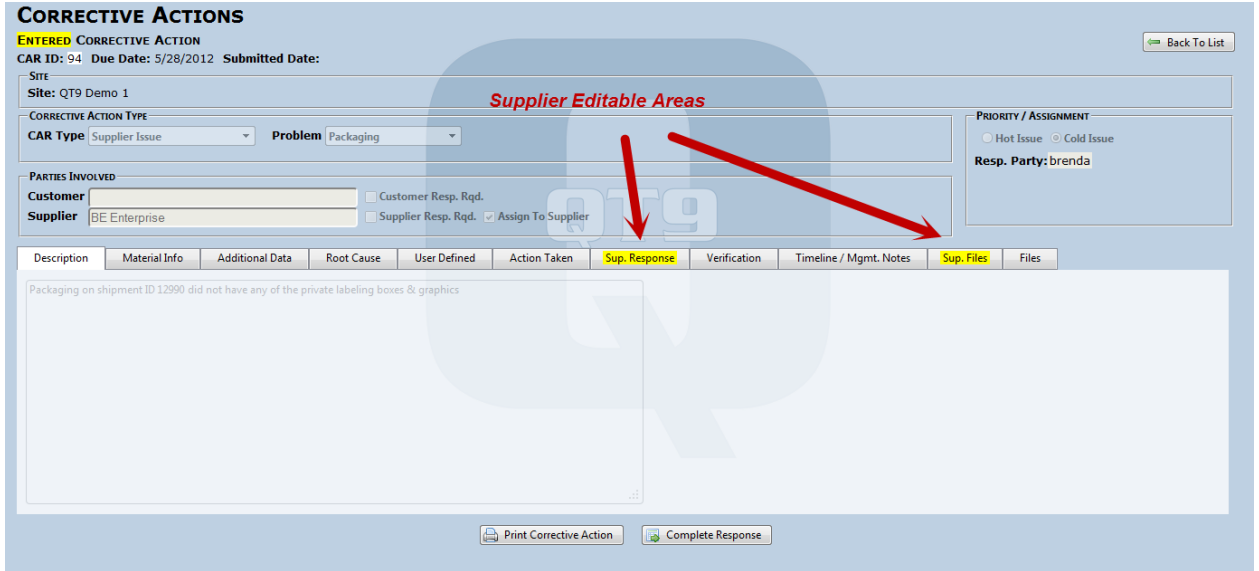 CORRECTIVE ACTIONS
ENTERED CORRECTIVE ACTION
Back To List
CAR ID: 94 Due Date: 5/28/2012 Submitted Date:
SITE
Site: QT9 Demo 1
Supplier Editable Areas
CORRECTIVE ACTION TYPE
PRIORITY / ASSIGNMENT
CAR Type Supplier Issue Problem Packaging
Hot Issue Cold Issue
Resp. Party: brenda
PARTIES INVOLVED
Customer Customer Resp. Rqd.
Supplier BE Enterprise Supplier Resp. Rqd. Assign To Supplier
QT9
Description Material Info Additional Data Root Cause User Defined Action Taken Sup. Response Verification Timeline / Mgmt. Notes Sup. Files Files
Packaging on shipment ID 12990 did not have any of the private labeling boxes & graphics
Print Corrective Action Complete Response